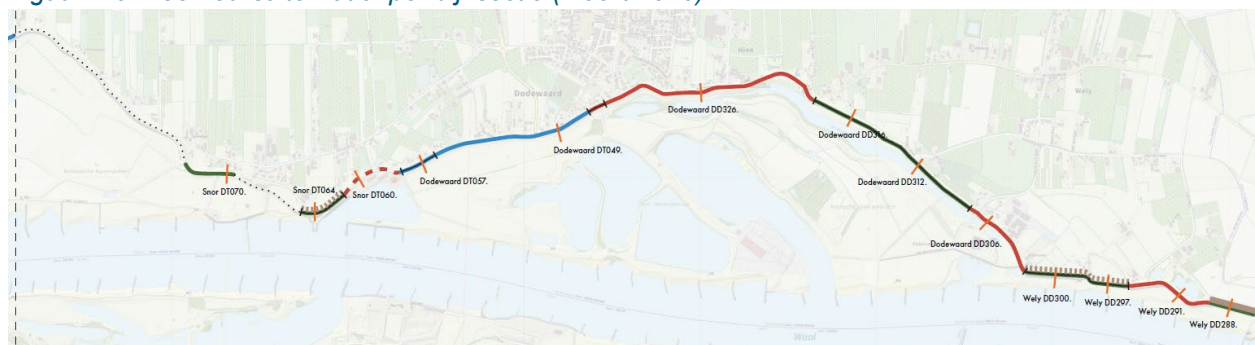 Hien
Dodewaard
Wely
Dodewaard DD326.
Dodewaard DD316.
Dodewaard DT049.
Dodewaard DD312.
Dodewaard DT057.
Snor DT064.
Snor DT070.
Snor DT060.
Dodewaard DD306.
Wely DD300.
Wely DD297.
Wely DD291.
Wely DD288.
Waal